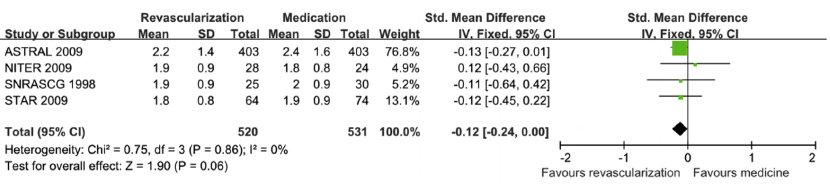 Revascularization Medication Std. Mean Difference Std. Mean Difference
Study or Subgroup Mean SD Total Mean SD Total Weight IV. Fixed, 95% CI IV. Fixed, 95% CI
ASTRAL 2009 2.2 1.4 403 2.4 1.6 403 76.8% -0.13 [-0.27, 0.01]
NITER 2009 1.9 0.9 28 1.8 0.8 24 4.9% 0.12 [-0.43, 0.66]
SNRASCG 1998 1.9 0.9 25 2 0.9 30 5.2% -0.11 [-0.64, 0.42]
STAR 2009 1.8 0.8 64 1.9 0.9 74 13.1% -0.12 [-0.45, 0.22]
Total (95% CI) 520 531 100.0% -0.12 [-0.24, 0.00]
Heterogeneity: Chi² = 0.75, df = 3 (P = 0.86); I² = 0%
Test for overall effect: Z = 1.90 (P = 0.06)
-2 -1 0 1 2
Favours revascularization Favours medicine